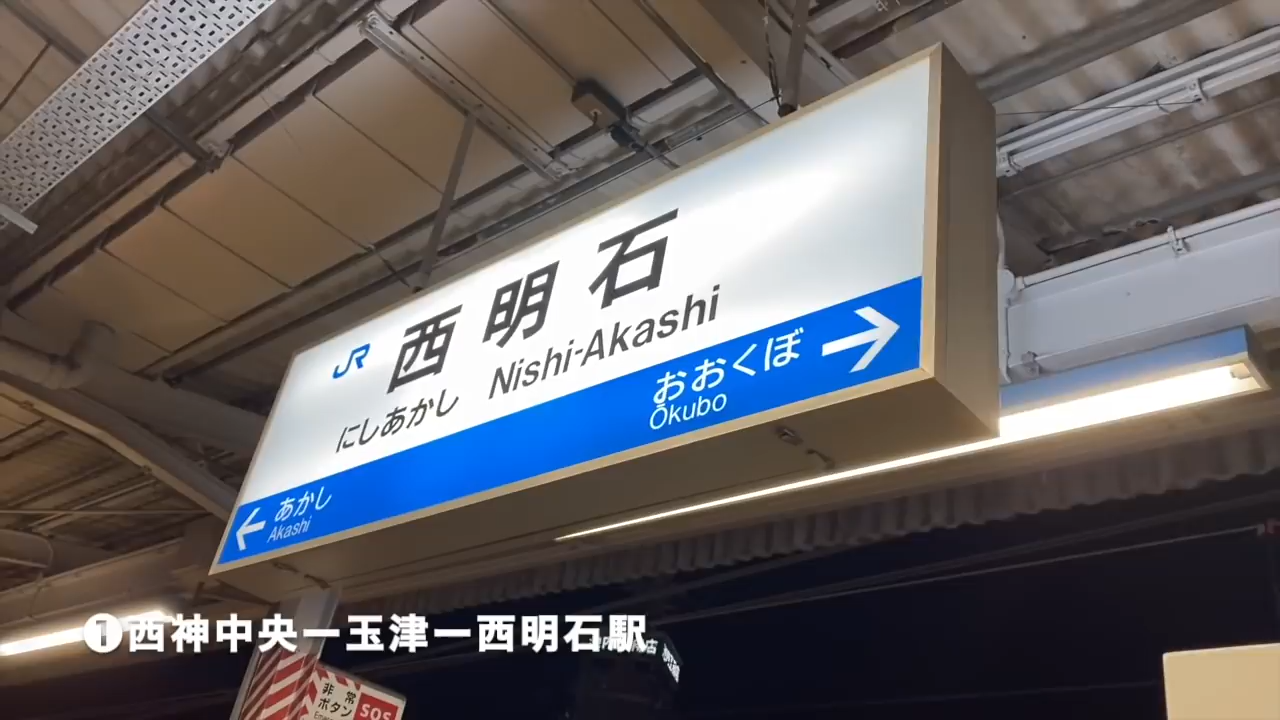 JR 西明石
にしあかし Nishi-Akashi
おおくぼ →
Ōkubo
← あかし
Akashi
❶西神中央ー玉津ー西明石駅
非常
ボタン
SOS